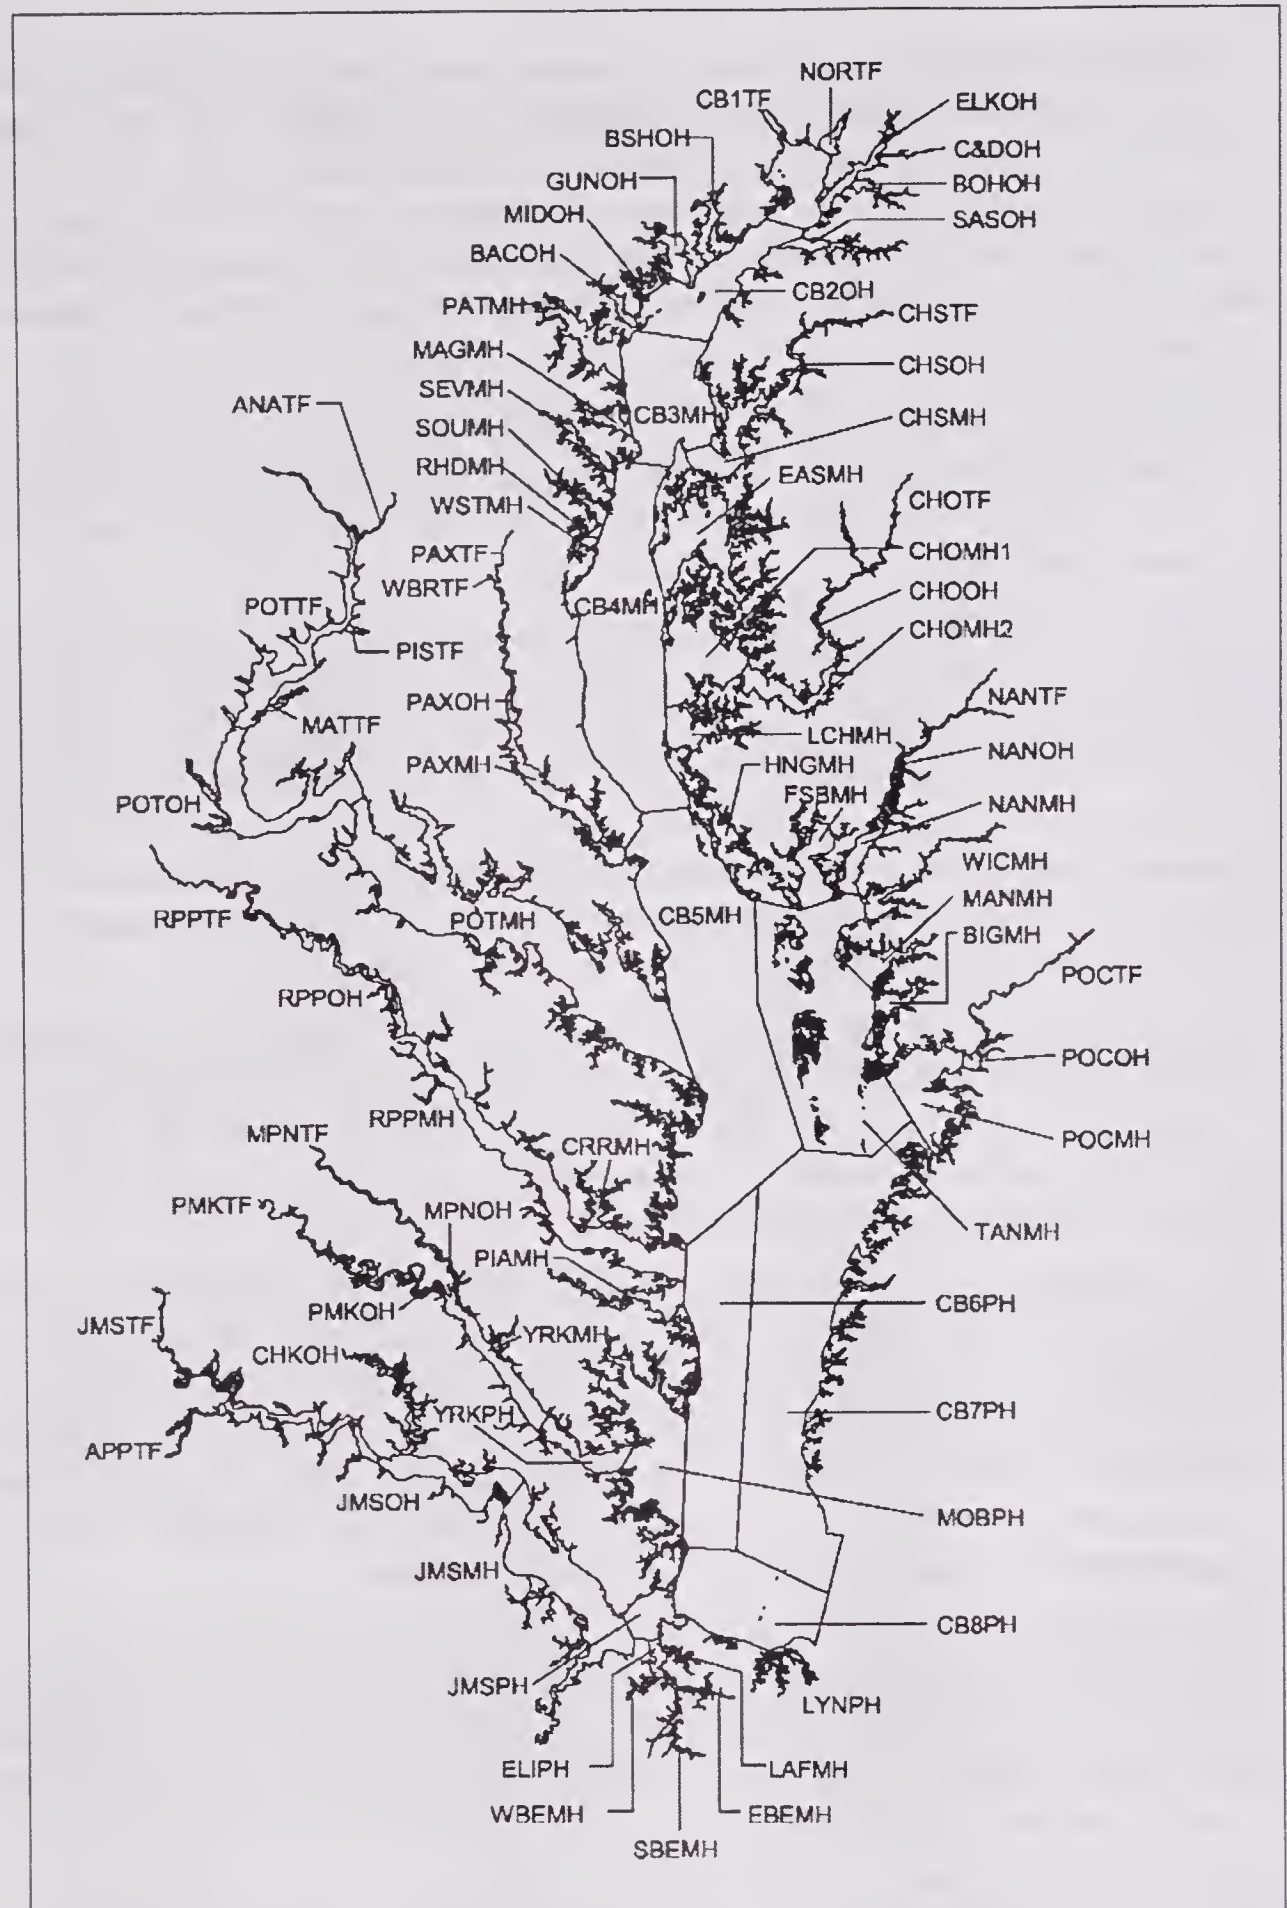 NORTF
CB1TF
ELKOH
BSHOH
C&DOH
GUNOH
BOHOH
MIDOH
SASOH
BACOH
CB2OH
PATMH
CHSTF
MAGMH
CHSOH
SEVMH
ANATF
CB3MH
CHSMH
SOUMH
RHDMH
EASMH
WSTMH
CHOTF
PAXTF
CHOMH1
WBRTF
CHOOH
POTTF
CB4MH
CHOMH2
PISTF
NANTF
PAXOH
MATTF
LCHMH
NANOH
PAXMH
HNGMH
FSBMH
POTOH
NANMH
WICMH
MANMH
RPPTF
POTMH
CB5MH
BIGMH
POCTF
RPPOH
POCOH
RPPMH
MPNTF
POCMH
CRRMH
PMKTF
MPNOH
TANMH
PIAMH
CB6PH
PMKOH
JMSTF
YRKMH
CHKOH
CB7PH
YRKPH
APPTF
JMSOH
MOBPH
JMSMH
CB8PH
JMSPH
LYNPH
ELIPH
LAFMH
WBEMH
EBEMH
SBEMH